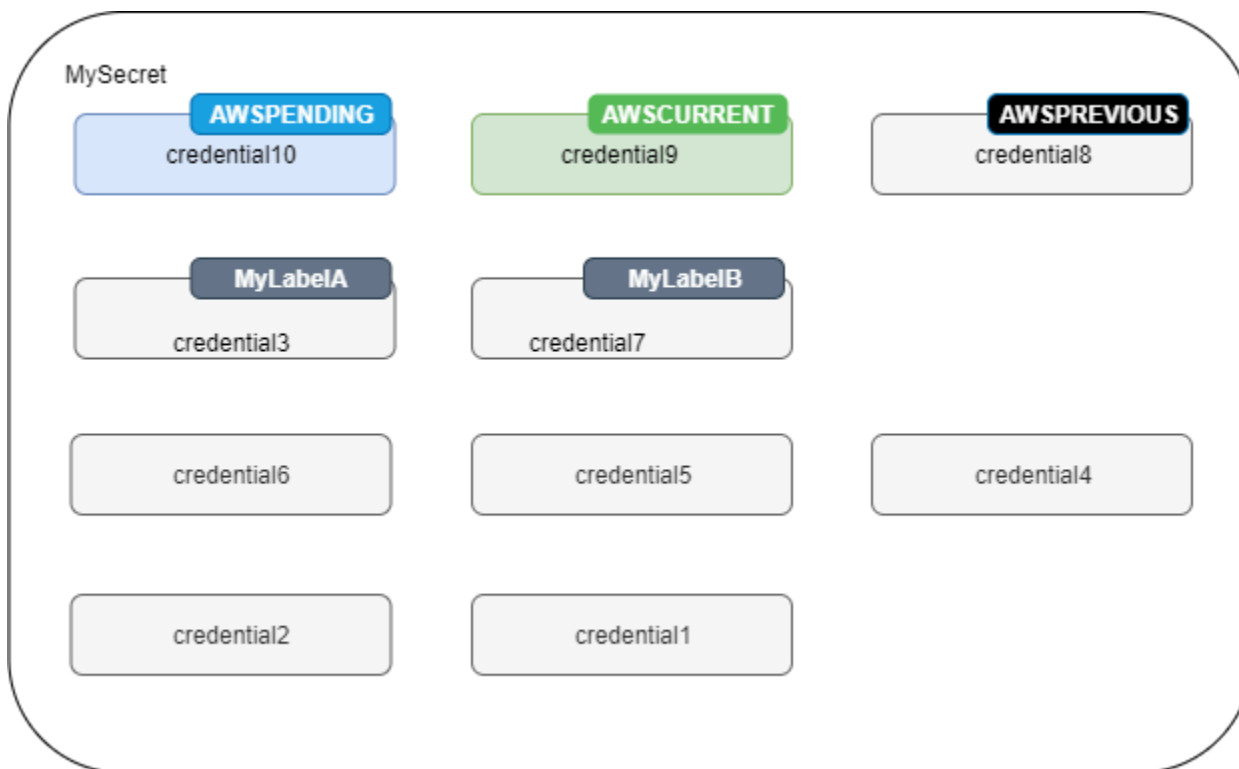 MySecret
AWSPENDING
credential10
AWSCURRENT
credential9
AWSPREVIOUS
credential8
MyLabelA
credential3
MyLabelB
credential7
credential6
credential5
credential4
credential2
credential1